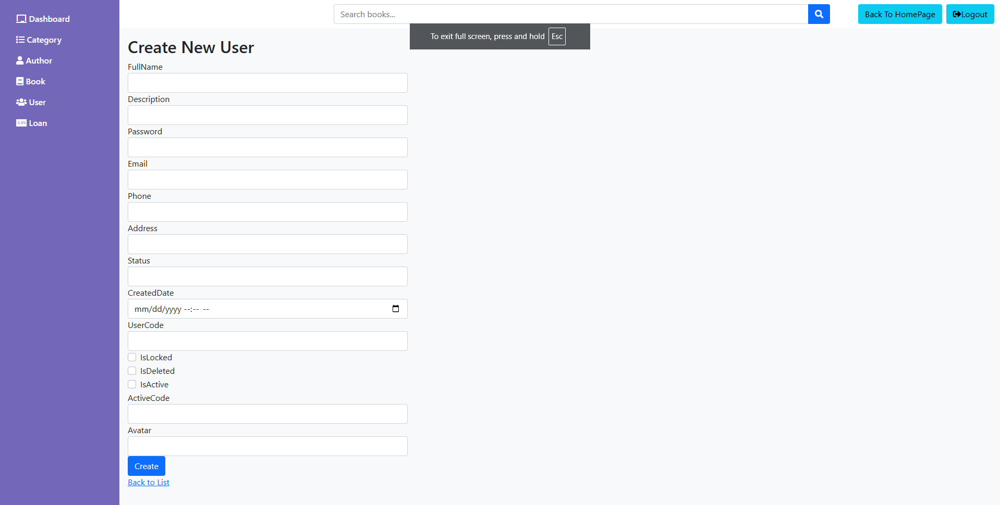 Dashboard
Category
Author
Book
User
Loan
Search books...
Back To HomePage
Logout
To exit full screen, press and hold Esc
Create New User
FullName
Description
Password
Email
Phone
Address
Status
CreatedDate
mm/dd/yyyy --:-- --
UserCode
IsLocked
IsDeleted
IsActive
ActiveCode
Avatar
Create
Back to List